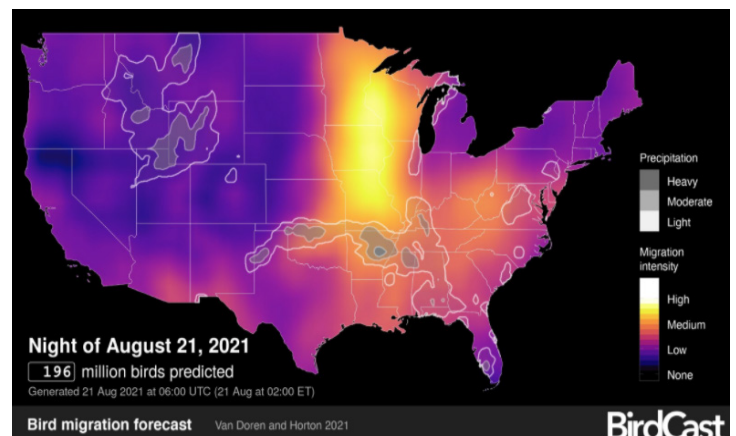 Precipitation
Heavy
Moderate
Light
Migration
intensity
High
Medium
Low
None
Night of August 21, 2021
196 million birds predicted
Generated 21 Aug 2021 at 06:00 UTC (21 Aug at 02:00 ET)
Bird migration forecast Van Doren and Horton 2021
BirdCast